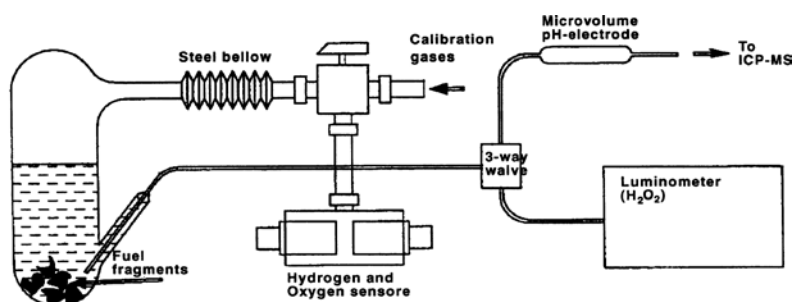 Steel bellow
Calibration
gases
Microvolume
pH-electrode
To
ICP-MS
3-way
walve
Luminometer
(H₂O₂)
Fuel
fragments
Hydrogen and
Oxygen sensore